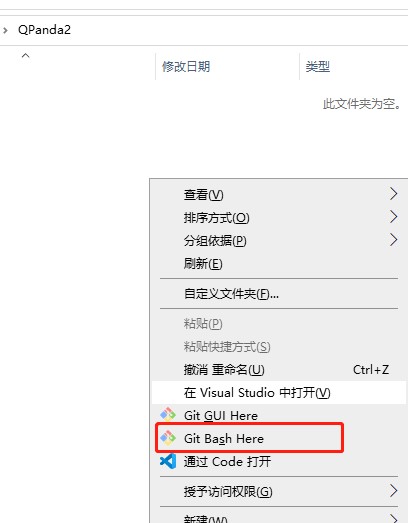 QPanda2
修改日期 类型
此文件夹为空。
查看(V)
排序方式(O)
分组依据(P)
刷新(E)
自定义文件夹(F)...
粘贴(P)
粘贴快捷方式(S)
撤消 重命名(U) Ctrl+Z
在 Visual Studio 中打开(V)
Git GUI Here
Git Bash Here
通过 Code 打开
授予访问权限(G)
新建(W)